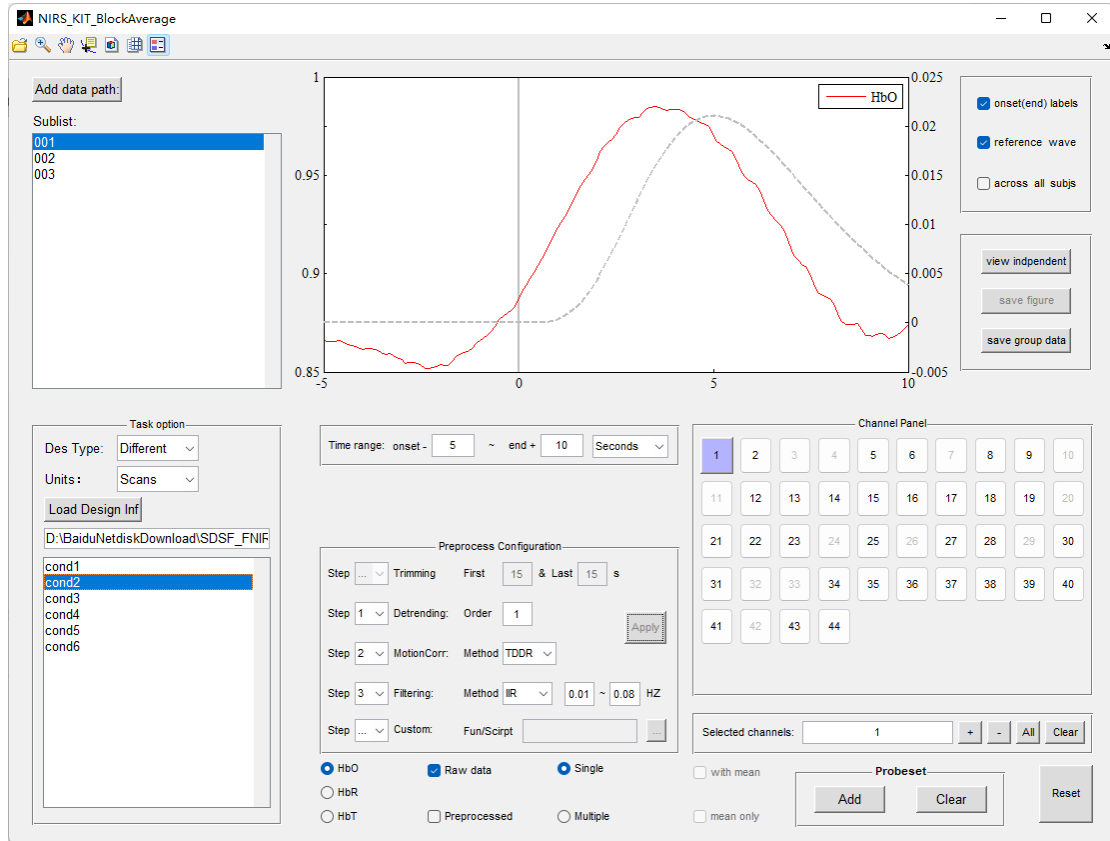 NIRS_KIT_BlockAverage
Add data path:
Sublist:
001
002
003
1
0.95
0.9
0.85
0.025
0.02
0.015
0.01
0.005
0
-0.005
-5
0
5
10
HbO
onset(end) labels
reference wave
across all subjs
view indpendent
save figure
save group data
Task option
Des Type: Different
Units: Scans
Load Design Inf
D:\BaiduNetdiskDownload\SDSF_FNIR
cond1
cond2
cond3
cond4
cond5
cond6
Time range: onset - 5 ~ end + 10 Seconds
Preprocess Configuration
Step ... Trimming First 15 & Last 15 s
Step 1 Detrending: Order 1
Apply
Step 2 MotionCorr: Method TDDR
Step 3 Filtering: Method IIR 0.01 ~ 0.08 HZ
Step ... Custom: Fun/Scirpt ...
HbO Raw data Single
HbR
HbT Preprocessed Multiple
Channel Panel
1 2 3 4 5 6 7 8 9 10
11 12 13 14 15 16 17 18 19 20
21 22 23 24 25 26 27 28 29 30
31 32 33 34 35 36 37 38 39 40
41 42 43 44
Selected channels: 1 + - All Clear
with mean
mean only
Probeset
Add Clear
Reset